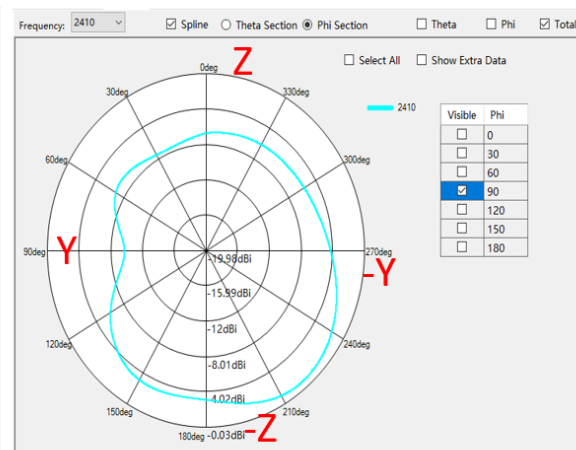 Frequency: 2410 Spline Theta Section Phi Section Theta Phi Total
Select All Show Extra Data
0deg Z
30deg 330deg
2410
Visible Phi
0
30
60
90
120
150
180
60deg 300deg
90deg Y 270deg
-Y
-19.98dBi
-15.99dBi
-12dBi
120deg 240deg
-8.01dBi
-4.02dBi
150deg 210deg
180deg -0.03dBi -Z